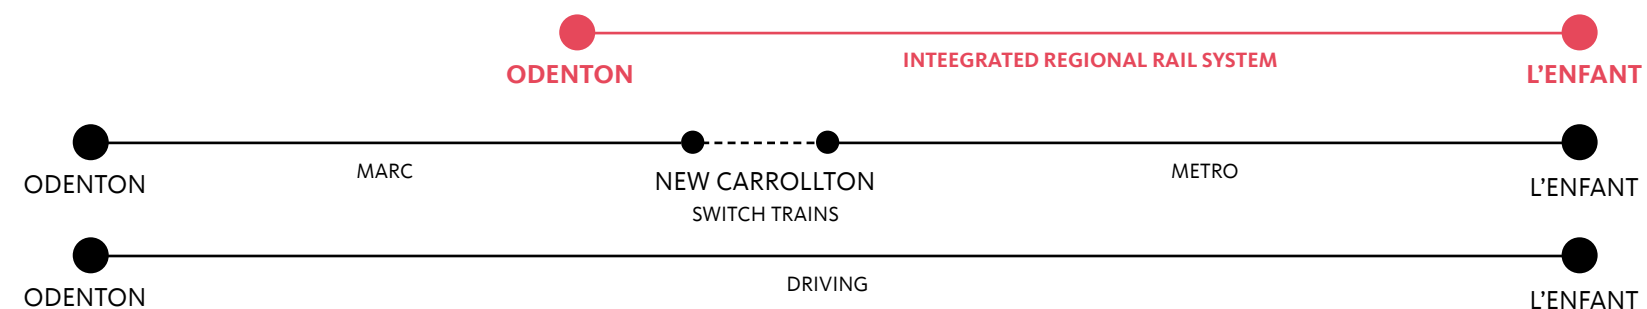 INTEEGRATED REGIONAL RAIL SYSTEM
ODENTON
L'ENFANT
MARC
METRO
ODENTON
NEW CARROLLTON
L'ENFANT
SWITCH TRAINS
DRIVING
ODENTON
L'ENFANT